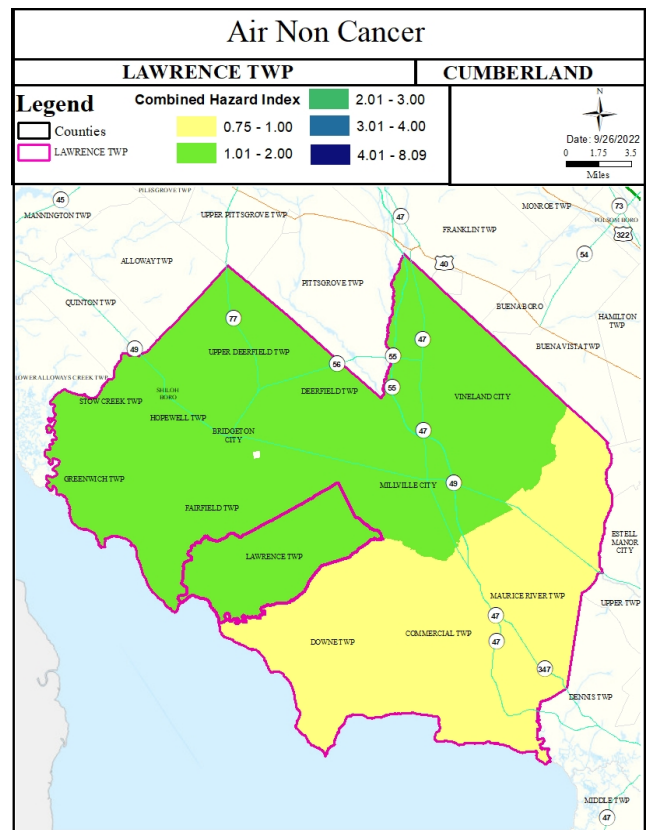 Air Non Cancer
LAWRENCE TWP
CUMBERLAND
Legend
Counties
LAWRENCE TWP
Combined Hazard Index
0.75 - 1.00
1.01 - 2.00
2.01 - 3.00
3.01 - 4.00
4.01 - 8.09
N
Date: 9/26/2022
0 1.75 3.5
Miles
PILESGROVE TWP
45
MANNINGTON TWP
UPPER PITTSGROVE TWP
47
MONROE TWP
73
FOLSOM BORO
FRANKLIN TWP
322
54
ALLOWAY TWP
40
PITTSGROVE TWP
QUINTON TWP
BUENA BORO
HAMILTON
TWP
77
49
47
BUENA VISTA TWP
UPPER DEERFIELD TWP
56
55
LOWER ALLOWAYS CREEK TWP
55
SHILOH
BORO
DEERFIELD TWP
STOW CREEK TWP
VINELAND CITY
HOPEWELL TWP
BRIDGETON
CITY
47
GREENWICH TWP
MILLVILLE CITY
49
FAIRFIELD TWP
ESTELL
MANOR
CITY
LAWRENCE TWP
MAURICE RIVER TWP
UPPER TWP
47
DOWNE TWP
COMMERCIAL TWP
47
347
DENNIS TWP
MIDDLE TWP
47